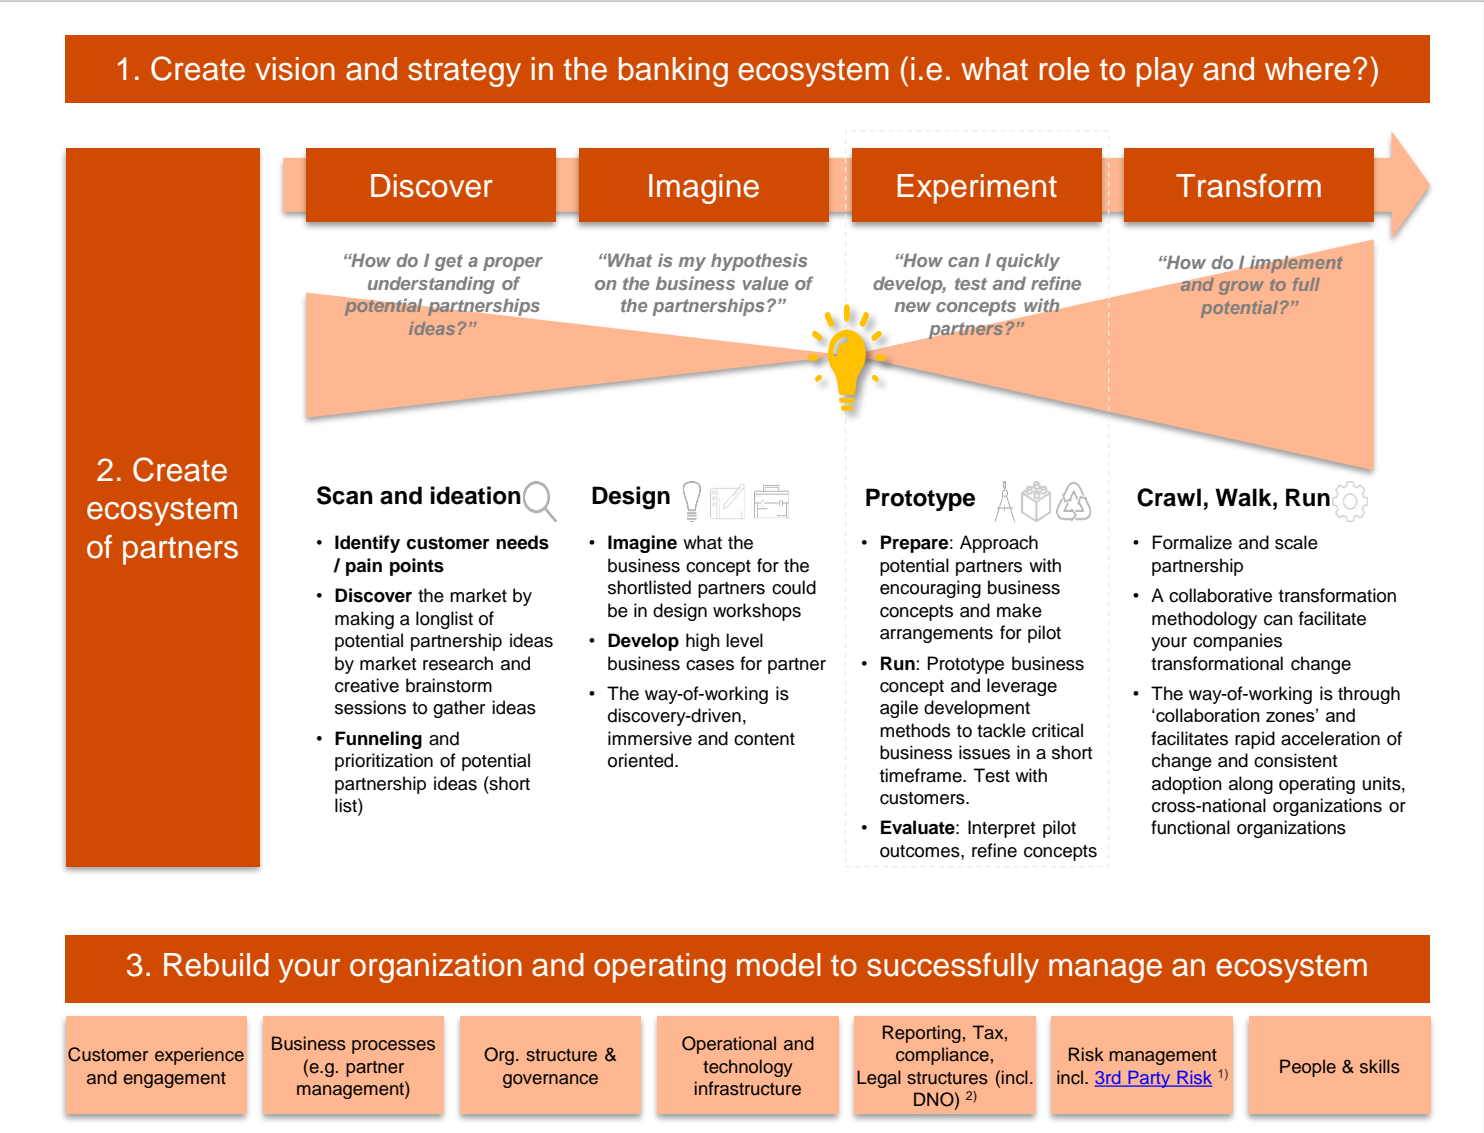 1. Create vision and strategy in the banking ecosystem (i.e. what role to play and where?)
2. Create
ecosystem
of partners
Discover
Imagine
Experiment
Transform
“How do I get a proper
understanding of
potential partnerships
ideas?”
“What is my hypothesis
on the business value of
the partnerships?”
“How can I quickly
develop, test and refine
new concepts with
partners?”
“How do I implement
and grow to full
potential?”
Scan and ideation
• Identify customer needs
/ pain points
• Discover the market by
making a longlist of
potential partnership ideas
by market research and
creative brainstorm
sessions to gather ideas
• Funneling and
prioritization of potential
partnership ideas (short
list)
Design
• Imagine what the
business concept for the
shortlisted partners could
be in design workshops
• Develop high level
business cases for partner
• The way-of-working is
discovery-driven,
immersive and content
oriented.
Prototype
• Prepare: Approach
potential partners with
encouraging business
concepts and make
arrangements for pilot
• Run: Prototype business
concept and leverage
agile development
methods to tackle critical
business issues in a short
timeframe. Test with
customers.
• Evaluate: Interpret pilot
outcomes, refine concepts
Crawl, Walk, Run
• Formalize and scale
partnership
• A collaborative transformation
methodology can facilitate
your companies
transformational change
• The way-of-working is through
‘collaboration zones’ and
facilitates rapid acceleration of
change and consistent
adoption along operating units,
cross-national organizations or
functional organizations
3. Rebuild your organization and operating model to successfully manage an ecosystem
Customer experience
and engagement
Business processes
(e.g. partner
management)
Org. structure &
governance
Operational and
technology
infrastructure
Reporting, Tax,
compliance,
Legal structures (incl.
DNO) 2)
Risk management
incl. 3rd Party Risk 1)
People & skills